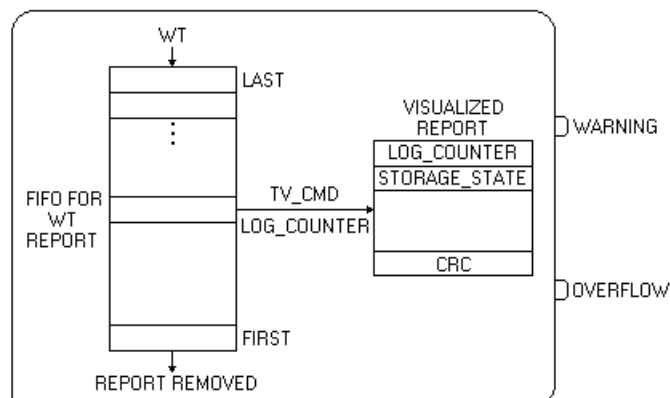 WT
LAST
VISUALIZED
REPORT
WARNING
LOG_COUNTER
STORAGE_STATE
FIFO FOR
WT
REPORT
TV_CMD
LOG_COUNTER
CRC
OVERFLOW
FIRST
REPORT REMOVED